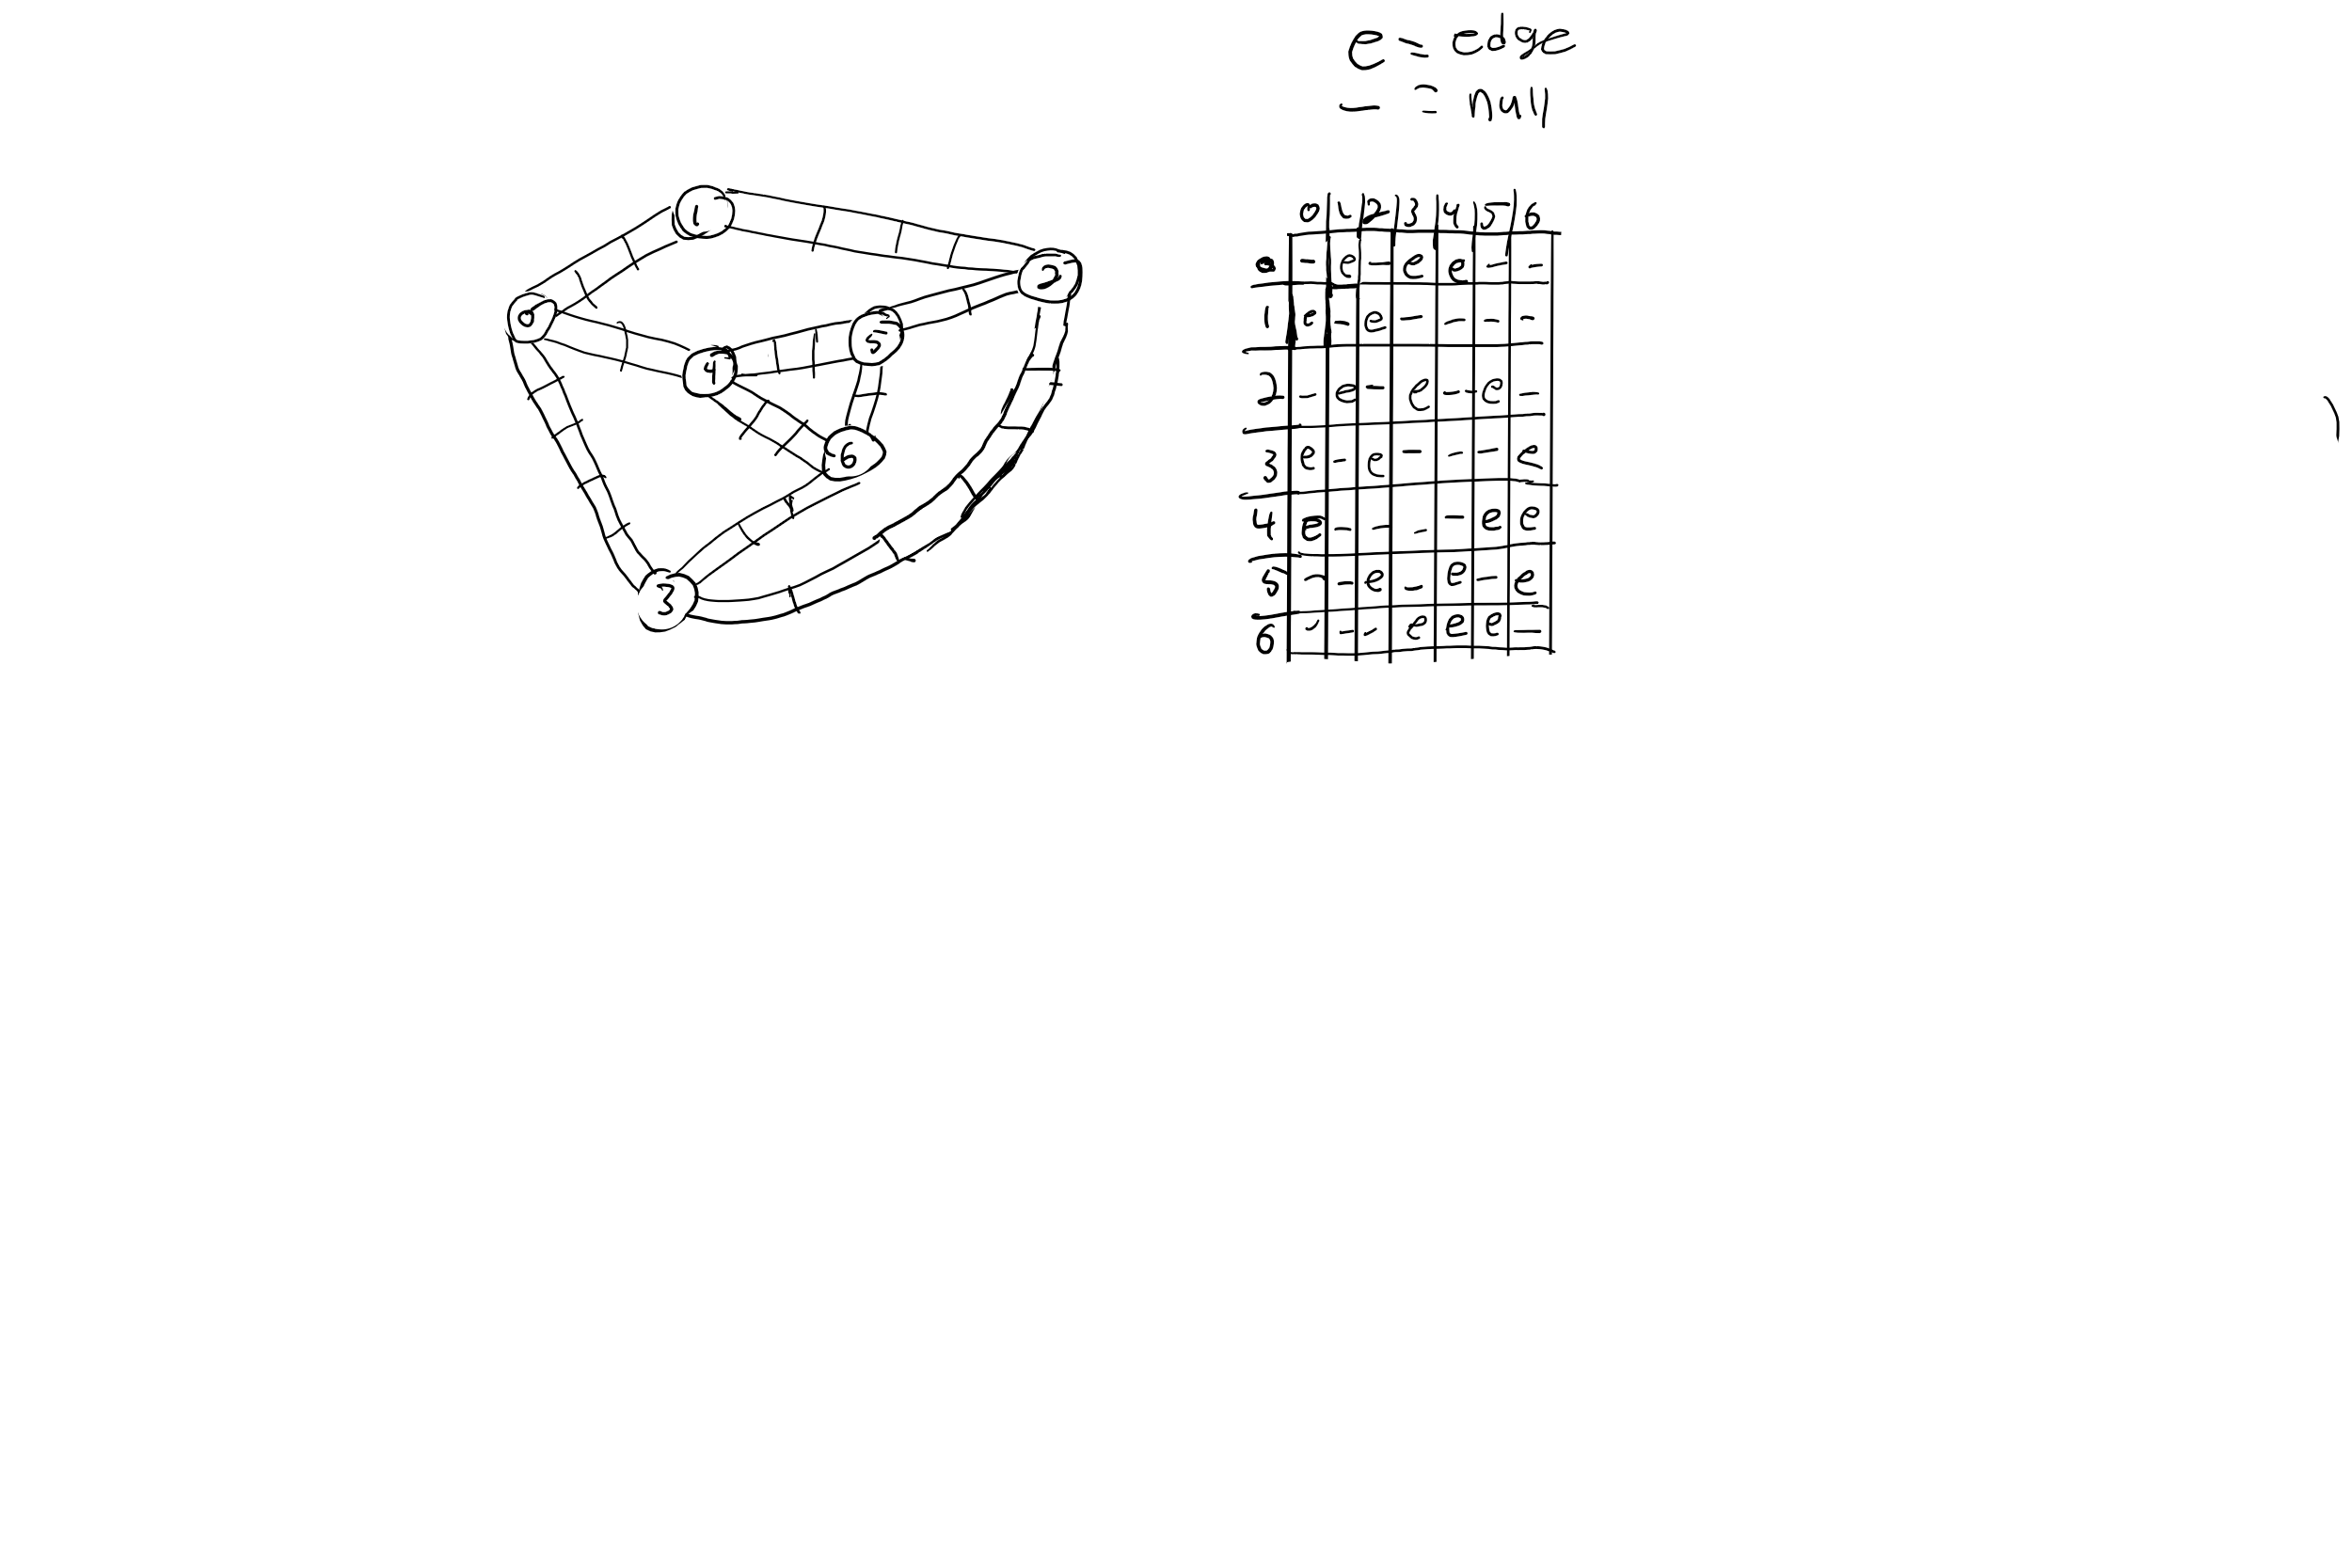 e = edge
- = null
1
2
0
5
4
6
3
0 1 2 3 4 5 6
0 - e - e e - -
1 e - e - - - -
2 - e - e - e -
3 e - e - - - e
4 e - - - - e e
5 - - e - e - e
6 - - - e e e -